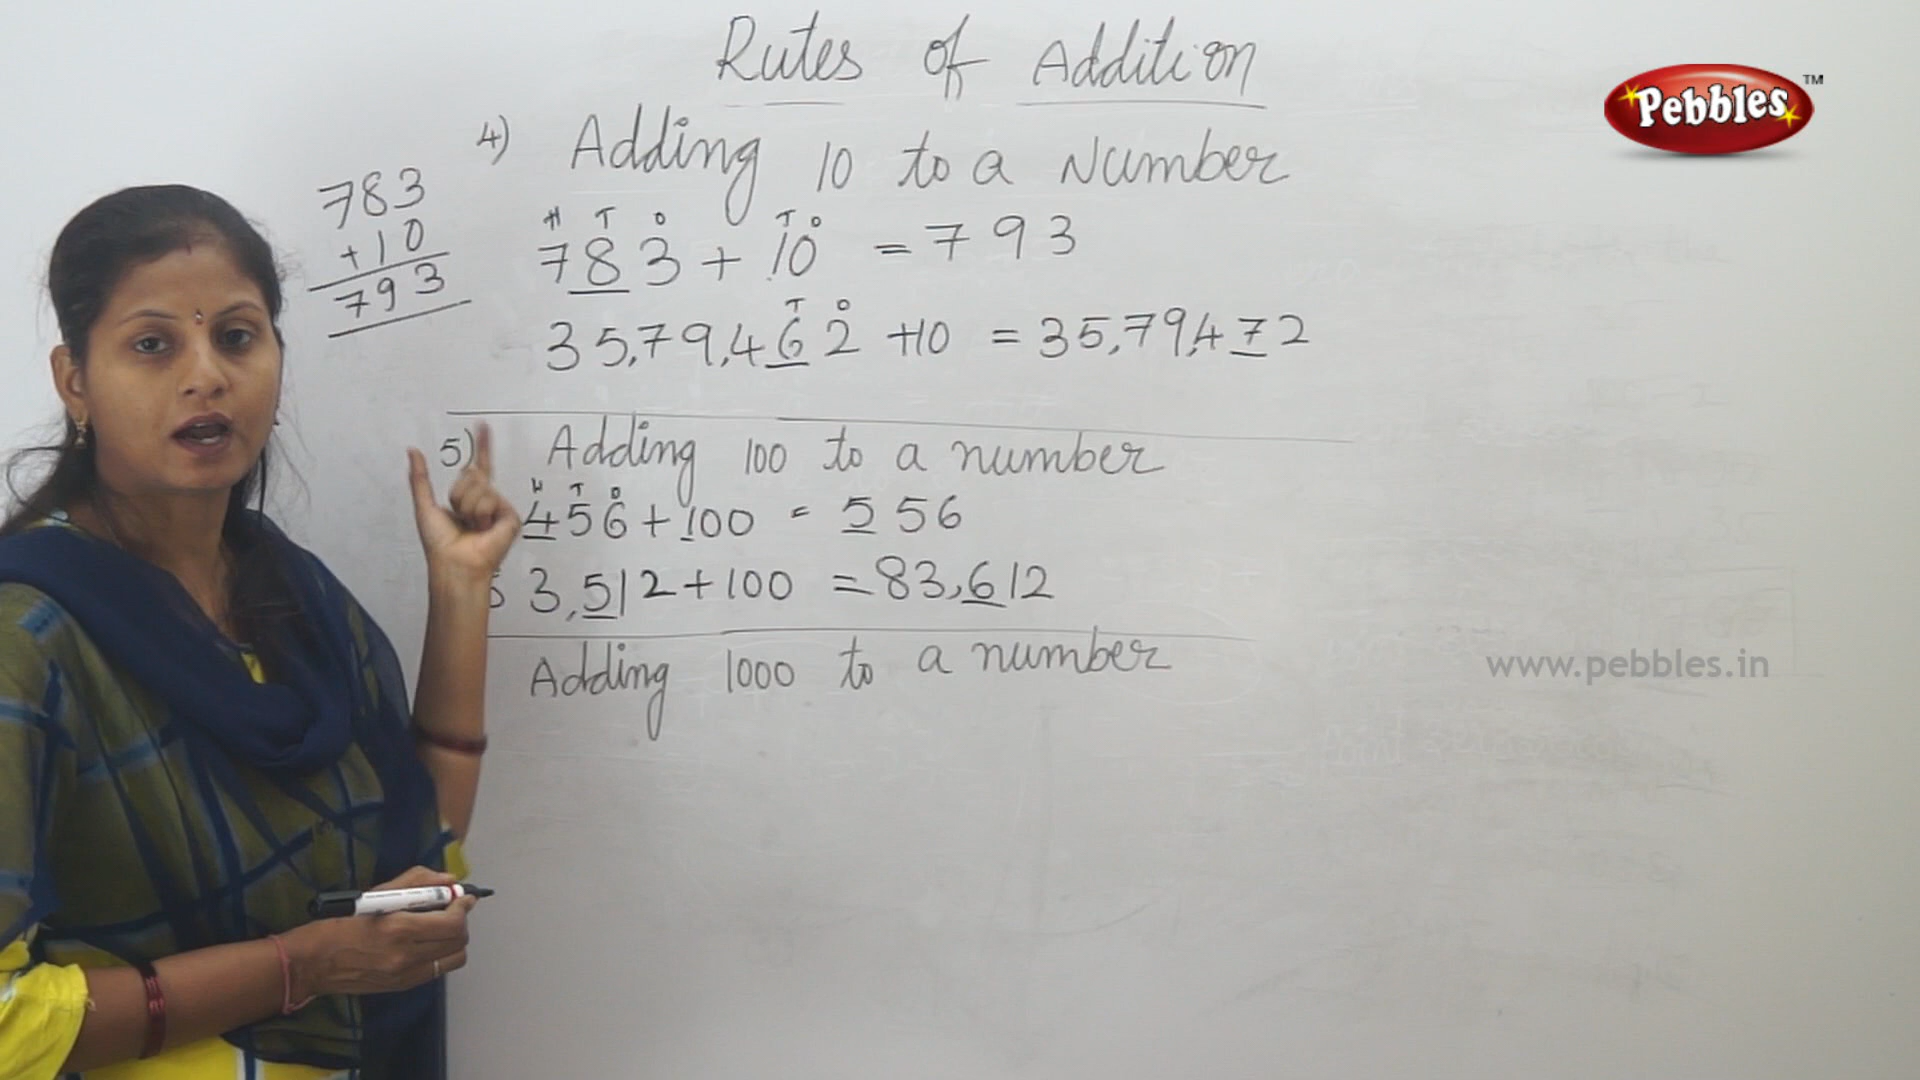 Rules of Addition
Pebbles™
4) Adding 10 to a Number
783
+10
793
H T O T O
783 + 10 = 793
T O
35,79,462 +10 = 35,79,472
5) Adding 100 to a number
H T O
456 + 100 = 556
3,512 + 100 = 83,612
Adding 1000 to a number
www.pebbles.in